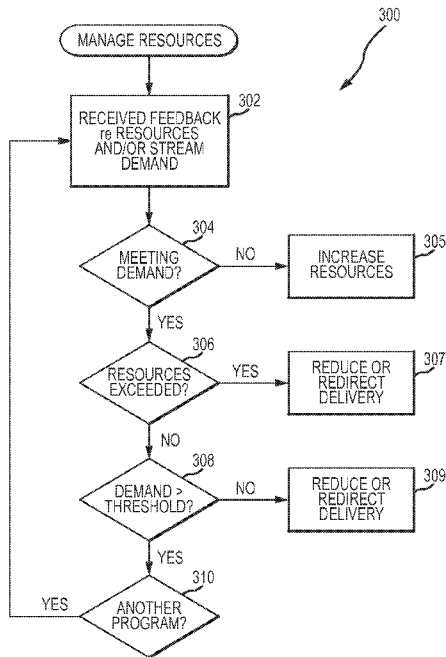 MANAGE RESOURCES
300
302
RECEIVED FEEDBACK
re RESOURCES
AND/OR STREAM
DEMAND
304
MEETING
DEMAND?
NO
305
INCREASE
RESOURCES
YES
306
RESOURCES
EXCEEDED?
YES
307
REDUCE OR
REDIRECT
DELIVERY
NO
308
DEMAND >
THRESHOLD?
NO
309
REDUCE OR
REDIRECT
DELIVERY
YES
310
ANOTHER
PROGRAM?
YES